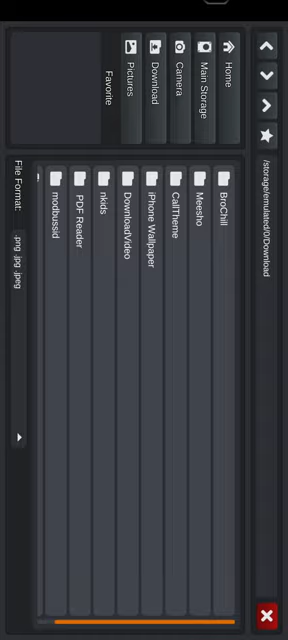 /storage/emulated/0/Download
Home
Main Storage
Camera
Download
Pictures
Favorite
BroChill
Meesho
CallTheme
iPhone Wallpaper
DownloadVideo
nkids
PDF Reader
modbussid
File Format:
.png .jpg .jpeg